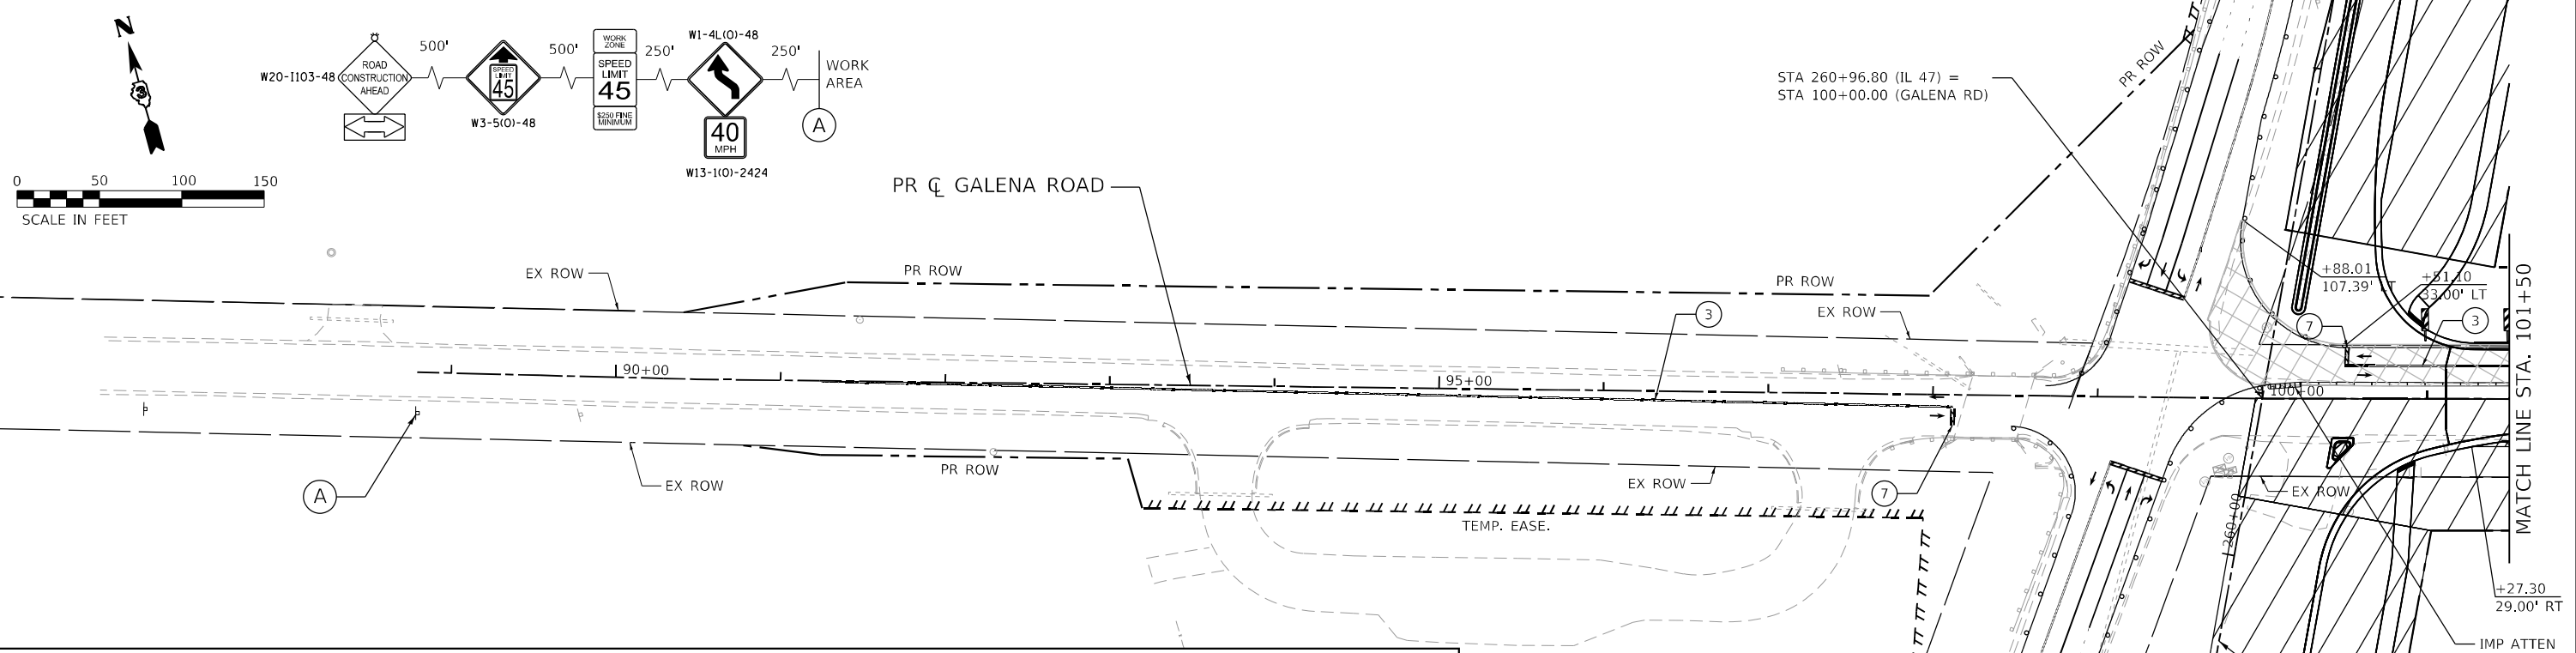 N
3
0 50 100 150
SCALE IN FEET
W20-I103-48
ROAD
CONSTRUCTION
AHEAD
500'
SPEED
LIMIT
45
W3-5(O)-48
500'
WORK
ZONE
SPEED
LIMIT
45
$250 FINE
MINIMUM
250'
W1-4L(O)-48
40
MPH
W13-1(O)-2424
250'
WORK
AREA
A
PR ℄ GALENA ROAD
STA 260+96.80 (IL 47) =
STA 100+00.00 (GALENA RD)
PR ROW
EX ROW
PR ROW
PR ROW
EX ROW
3
+88.01
107.39' LT
+51.10
33.00' LT
7
3
90+00
95+00
100+00
A
EX ROW
PR ROW
EX ROW
7
TEMP. EASE.
EX ROW
260+00
MATCH LINE STA. 101+50
+27.30
29.00' RT
IMP ATTEN